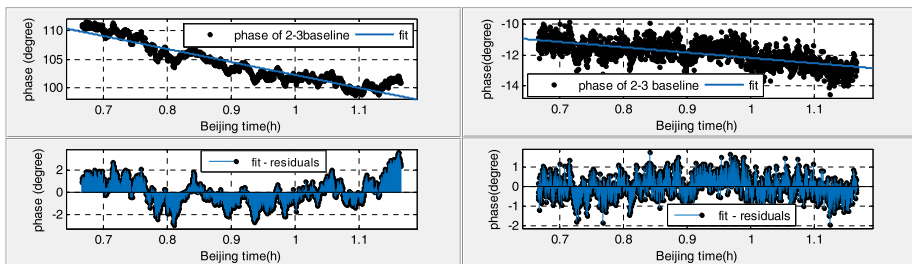 110
105
100
phase (degree)
phase of 2-3baseline
fit
0.7 0.8 0.9 1 1.1
Beijing time(h)
-10
-12
-14
phase(degree)
phase of 2-3 baseline
fit
0.7 0.8 0.9 1 1.1
Beijing time(h)
2
0
-2
phase (degree)
fit - residuals
0.7 0.8 0.9 1 1.1
Beijing time(h)
1
0
-1
-2
phase(degree)
fit - residuals
0.7 0.8 0.9 1 1.1
Beijing time(h)